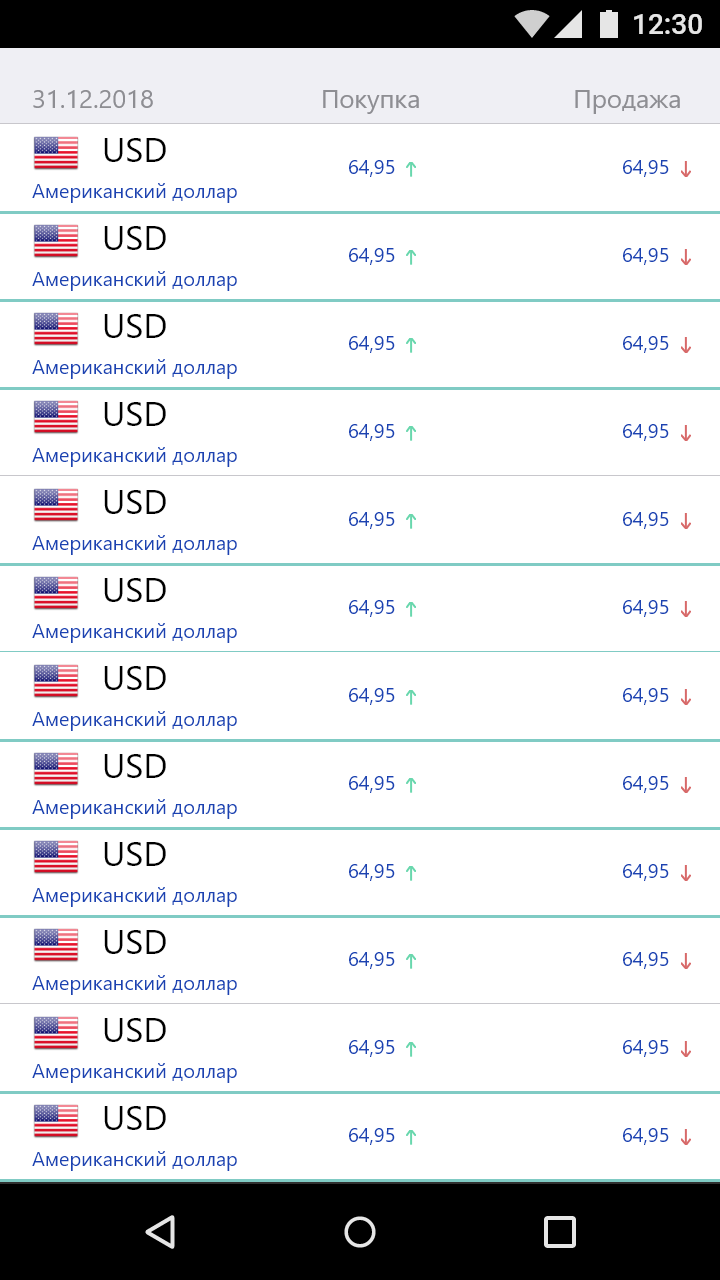 12:30
31.12.2018 Покупка Продажа
USD
64,95 ↑ 64,95 ↓
Американский доллар
USD
64,95 ↑ 64,95 ↓
Американский доллар
USD
64,95 ↑ 64,95 ↓
Американский доллар
USD
64,95 ↑ 64,95 ↓
Американский доллар
USD
64,95 ↑ 64,95 ↓
Американский доллар
USD
64,95 ↑ 64,95 ↓
Американский доллар
USD
64,95 ↑ 64,95 ↓
Американский доллар
USD
64,95 ↑ 64,95 ↓
Американский доллар
USD
64,95 ↑ 64,95 ↓
Американский доллар
USD
64,95 ↑ 64,95 ↓
Американский доллар
USD
64,95 ↑ 64,95 ↓
Американский доллар
USD
64,95 ↑ 64,95 ↓
Американский доллар